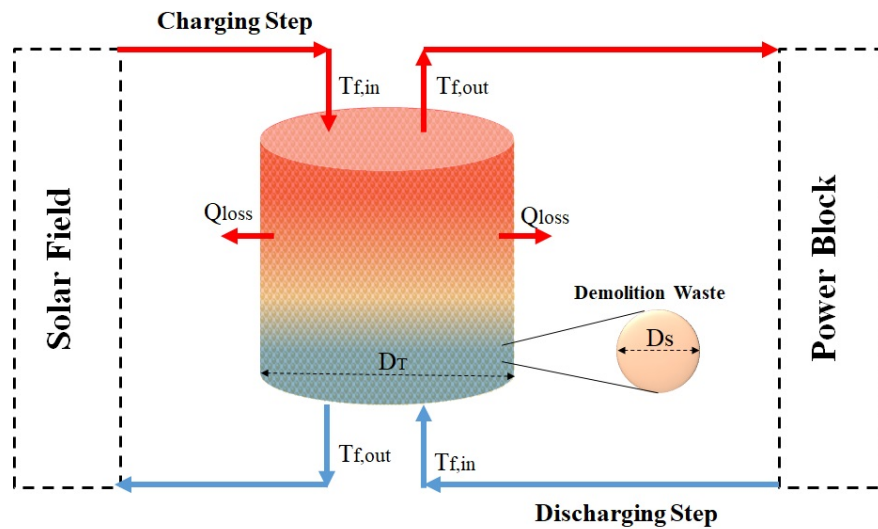 Charging Step
Tf,in
Tf,out
Solar Field
Qloss
Qloss
Power Block
Demolition Waste
Ds
DT
Tf,out
Tf,in
Discharging Step